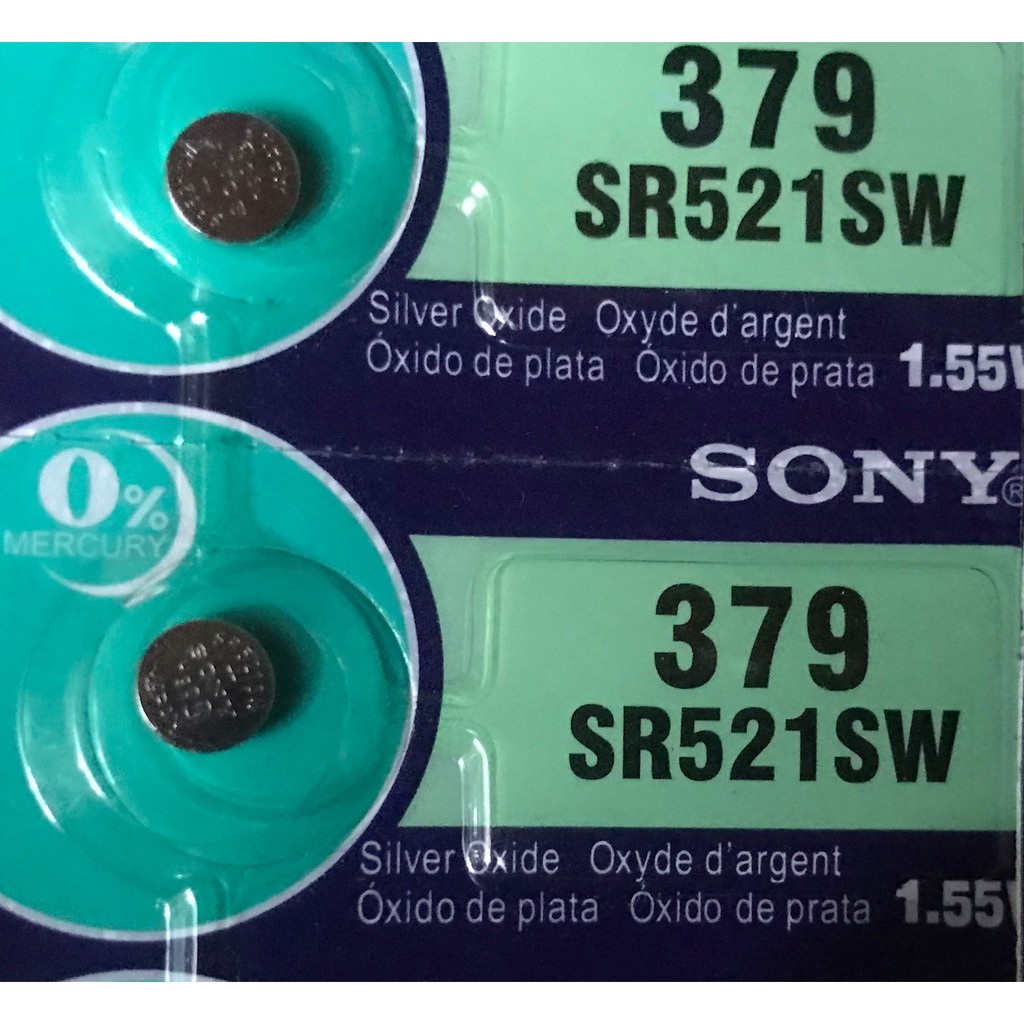 379
SR521SW
Silver Oxide Oxyde d'argent
Óxido de plata Óxido de prata 1.55V
SONY®
0%
MERCURY
379
SR521SW
Silver Oxide Oxyde d'argent
Óxido de plata Óxido de prata 1.55V